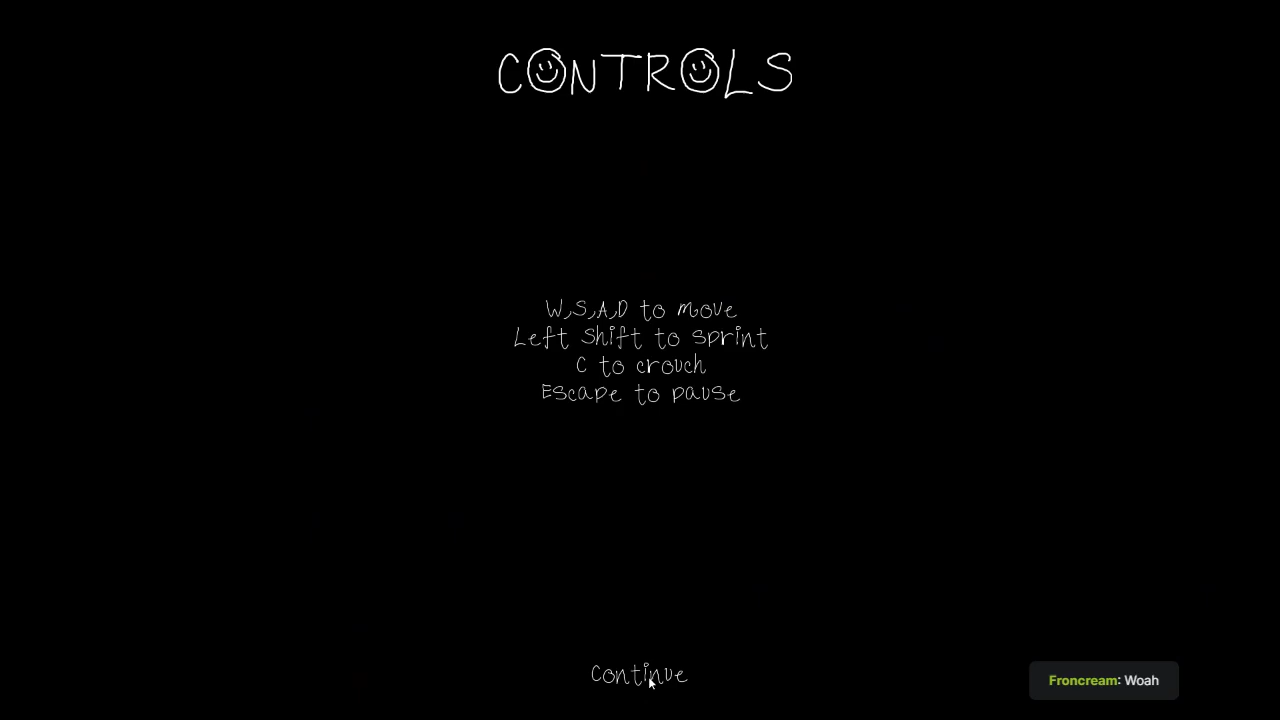 CONTROLS
W,S,A,D to move
Left Shift to sprint
C to crouch
Escape to pause
Continue
Froncream: Woah